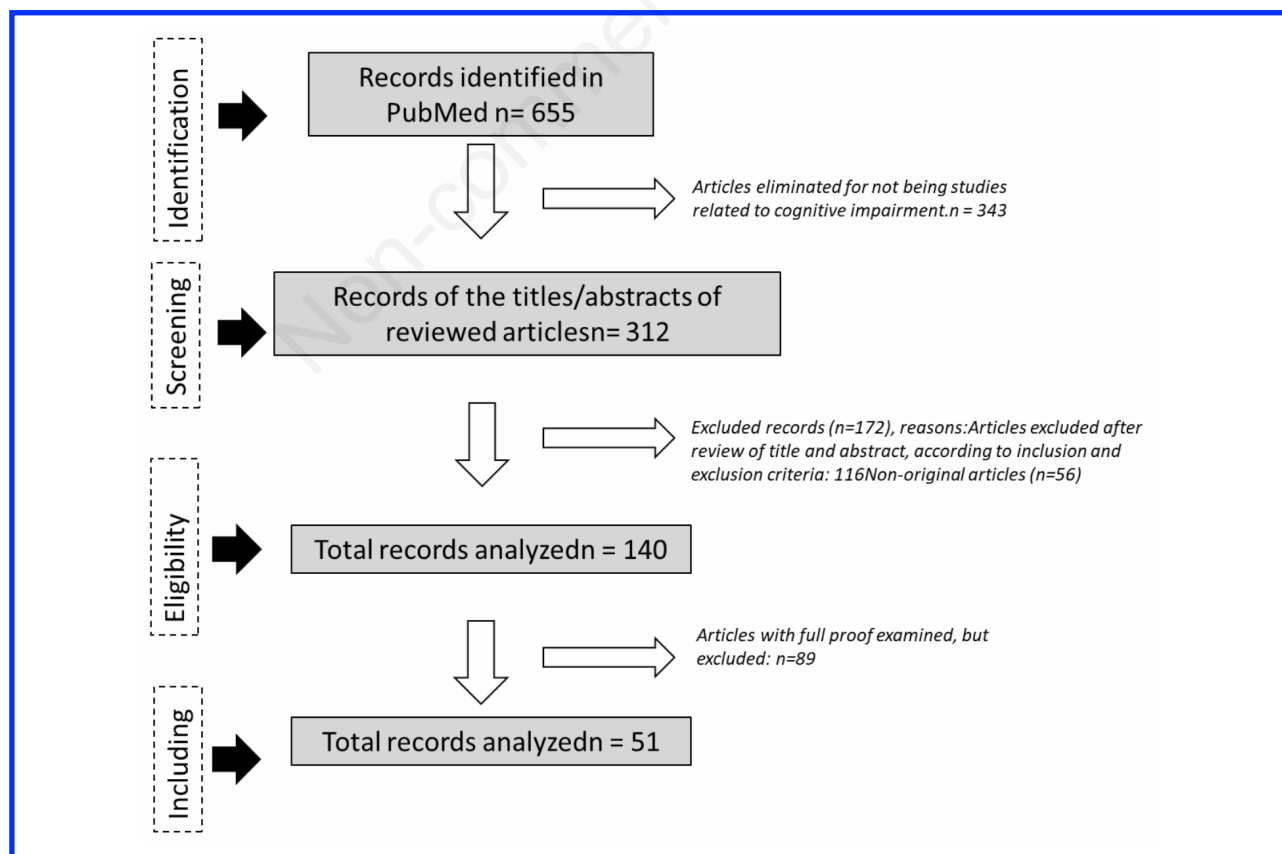 Identification
Records identified in
PubMed n= 655
Articles eliminated for not being studies
related to cognitive impairment.n = 343
Screening
Records of the titles/abstracts of
reviewed articlesn= 312
Excluded records (n=172), reasons:Articles excluded after
review of title and abstract, according to inclusion and
exclusion criteria: 116Non-original articles (n=56)
Eligibility
Total records analyzedn = 140
Articles with full proof examined, but
excluded: n=89
Including
Total records analyzedn = 51